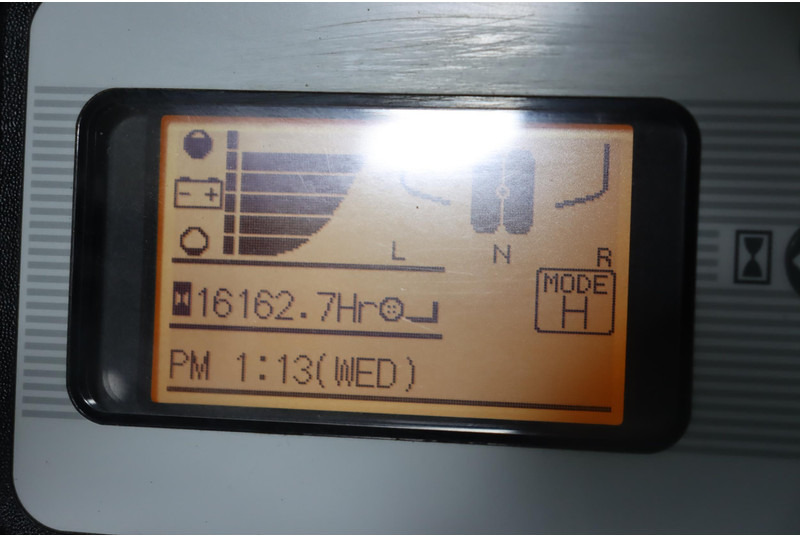 L N R
16162.7Hr
MODE
H
PM 1:13(WED)